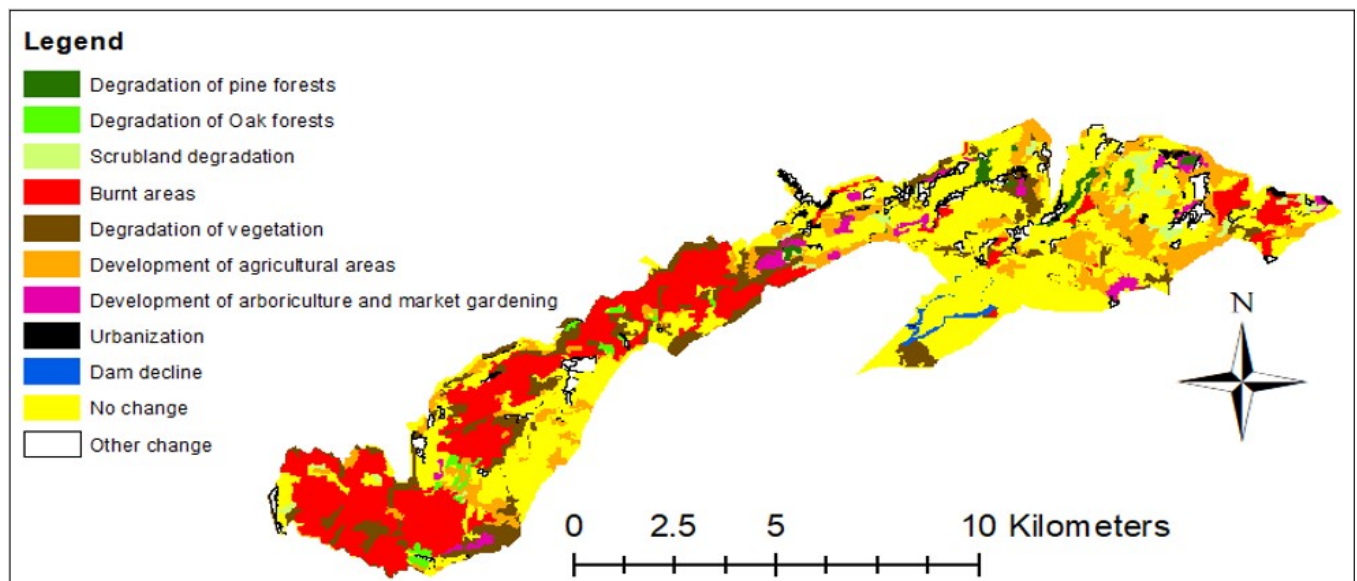 Legend
Degradation of pine forests
Degradation of Oak forests
Scrubland degradation
Burnt areas
Degradation of vegetation
Development of agricultural areas
Development of arboriculture and market gardening
Urbanization
Dam decline
No change
Other change
N
0 2.5 5 10 Kilometers